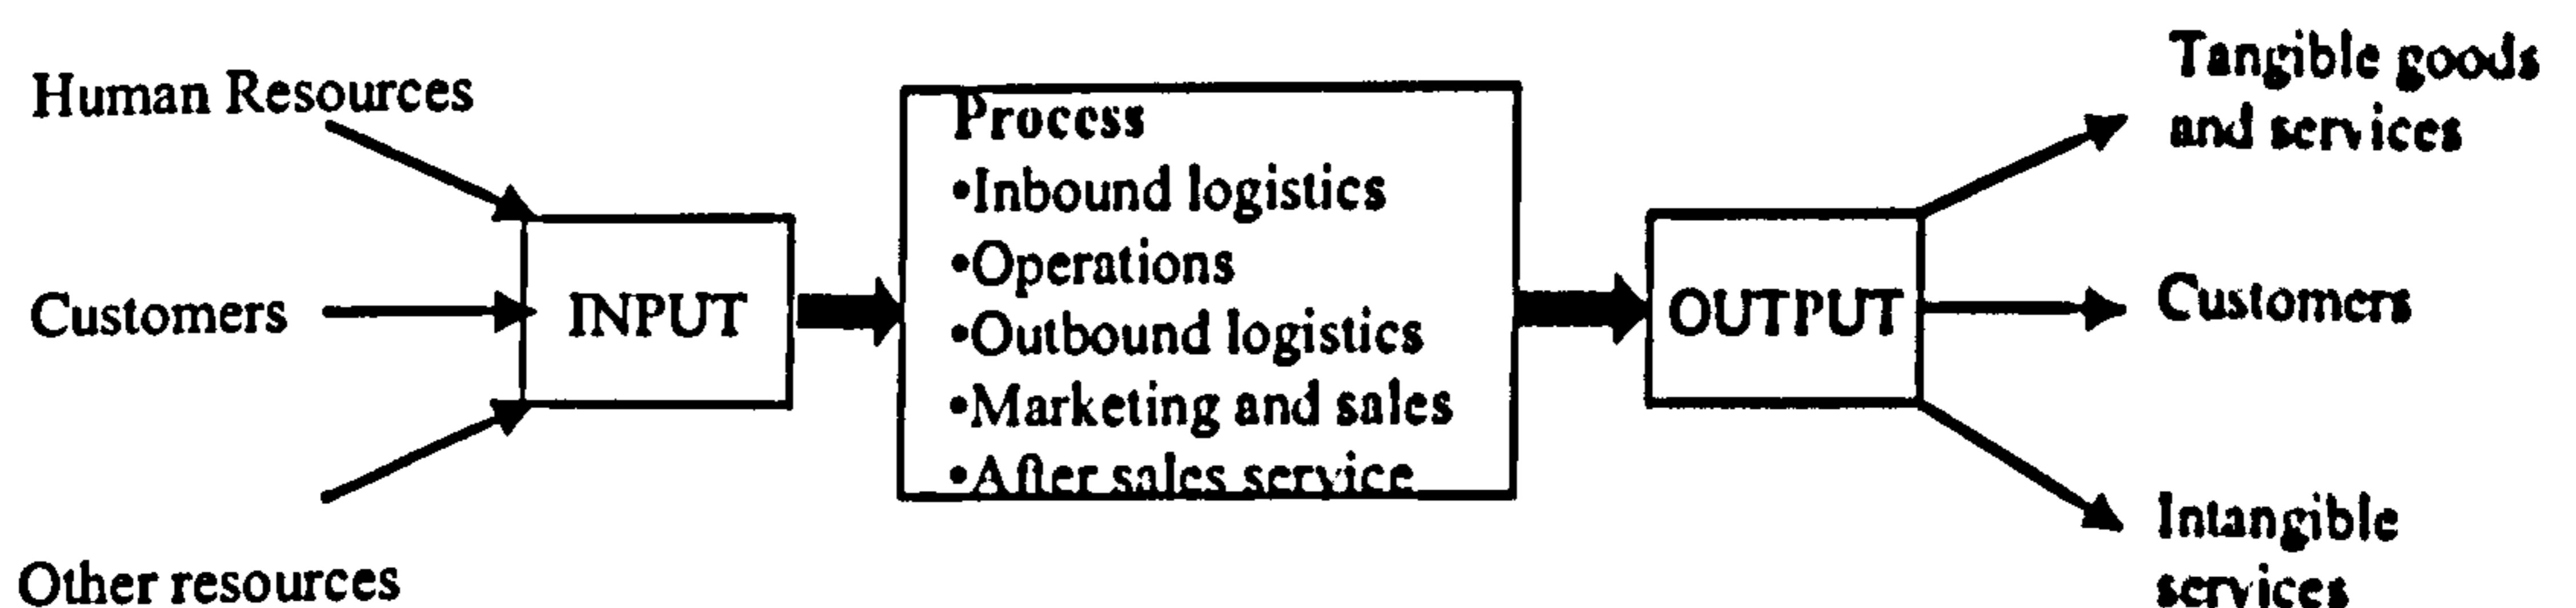 Human Resources
Customers
Other resources
INPUT
Process
•Inbound logistics
•Operations
•Outbound logistics
•Marketing and sales
•After sales service
OUTPUT
Tangible goods
and services
Customers
Intangible
services